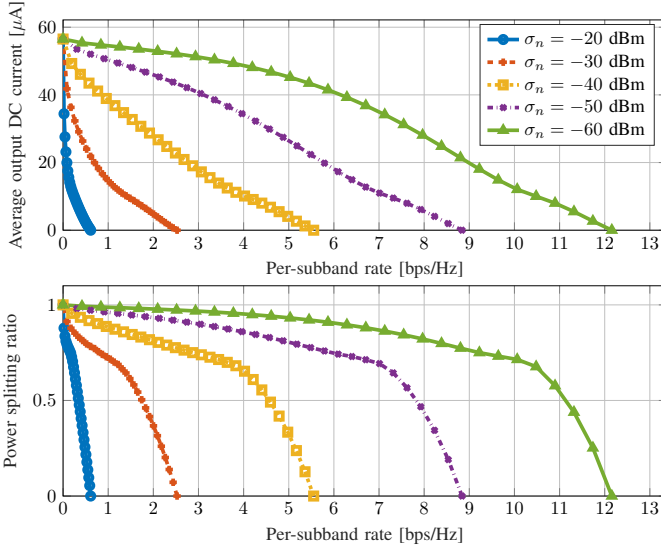 Average output DC current [μA]
60
40
20
0
0 1 2 3 4 5 6 7 8 9 10 11 12 13
Per-subband rate [bps/Hz]
σn = −20 dBm
σn = −30 dBm
σn = −40 dBm
σn = −50 dBm
σn = −60 dBm
Power splitting ratio
1
0.5
0
0 1 2 3 4 5 6 7 8 9 10 11 12 13
Per-subband rate [bps/Hz]